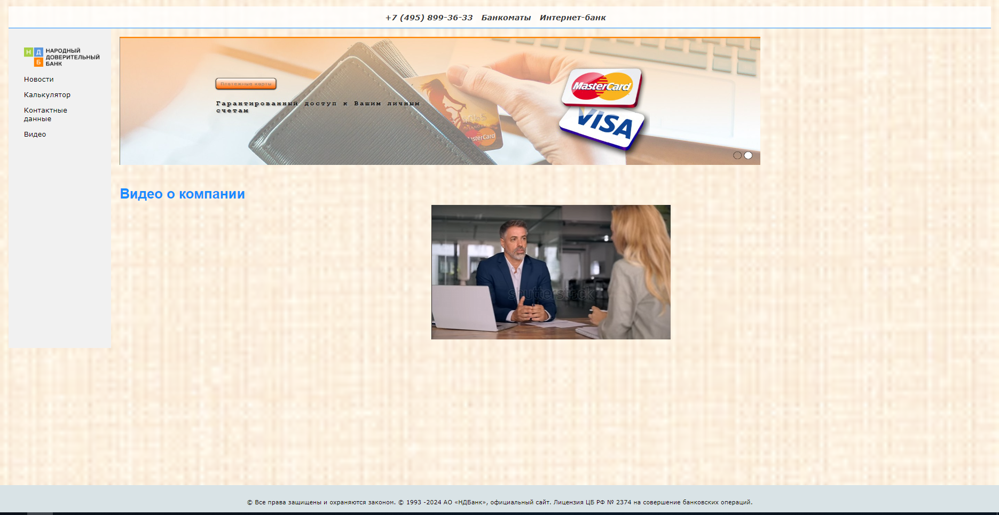 +7 (495) 899-36-33 Банкоматы Интернет-банк
Н Д Б
НАРОДНЫЙ
ДОВЕРИТЕЛЬНЫЙ
БАНК
Новости
Калькулятор
Контактные
данные
Видео
Платежные карты
Гарантированный доступ к Вашим личным
счетам
MasterCard
VISA
MasterCard
Видео о компании
shutterstock
© Все права защищены и охраняются законом. © 1993 -2024 АО «НДБанк», официальный сайт. Лицензия ЦБ РФ № 2374 на совершение банковских операций.